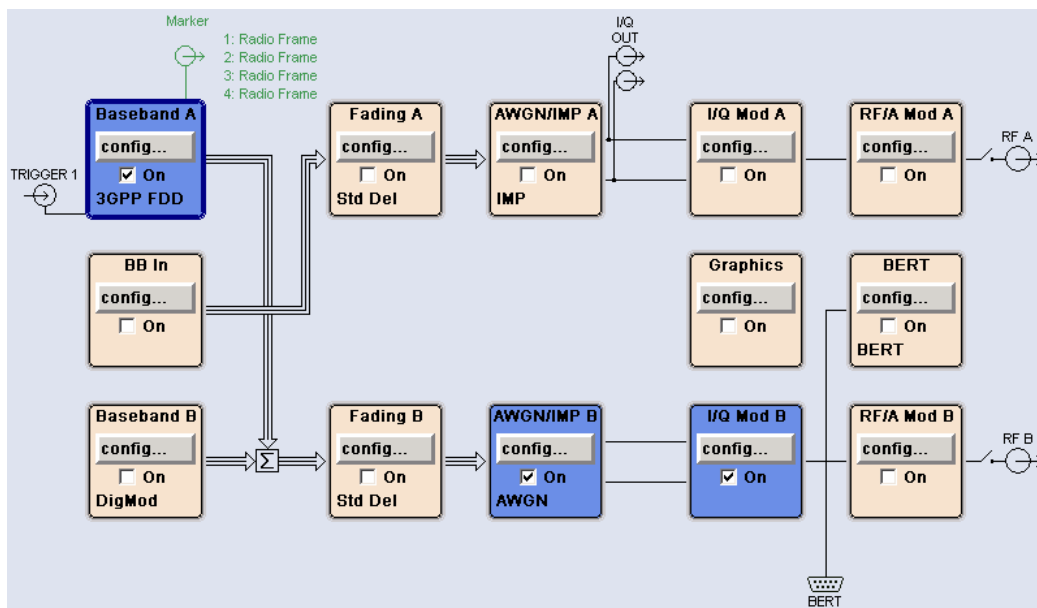 Marker
1: Radio Frame
2: Radio Frame
3: Radio Frame
4: Radio Frame
I/Q
OUT
Baseband A
config...
On
3GPP FDD
TRIGGER 1
Fading A
config...
On
Std Del
AWGN/IMP A
config...
On
IMP
I/Q Mod A
config...
On
RF/A Mod A
config...
On
RF A
BB In
config...
On
Graphics
config...
On
BERT
config...
On
BERT
Baseband B
config...
On
DigMod
Σ
Fading B
config...
On
Std Del
AWGN/IMP B
config...
On
AWGN
I/Q Mod B
config...
On
RF/A Mod B
config...
On
RF B
BERT